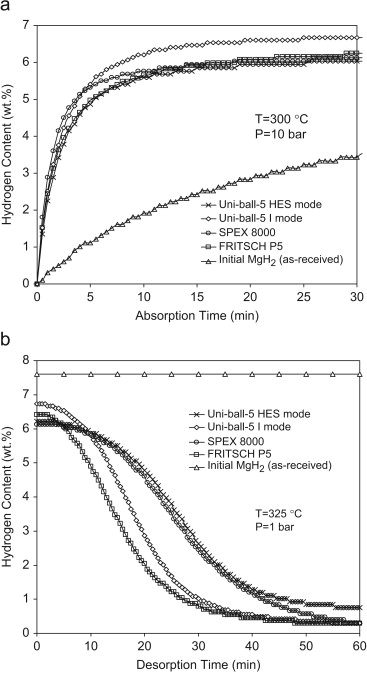 a
7
6
5
4
3
2
1
0
Hydrogen Content (wt.%)
T=300 °C
P=10 bar
Uni-ball-5 HES mode
Uni-ball-5 I mode
SPEX 8000
FRITSCH P5
Initial MgH2 (as-received)
0 5 10 15 20 25 30
Absorption Time (min)
b
8
7
6
5
4
3
2
1
0
Hydrogen Content (wt.%)
Uni-ball-5 HES mode
Uni-ball-5 I mode
SPEX 8000
FRITSCH P5
Initial MgH2 (as-received)
T=325 °C
P=1 bar
0 10 20 30 40 50 60
Desorption Time (min)